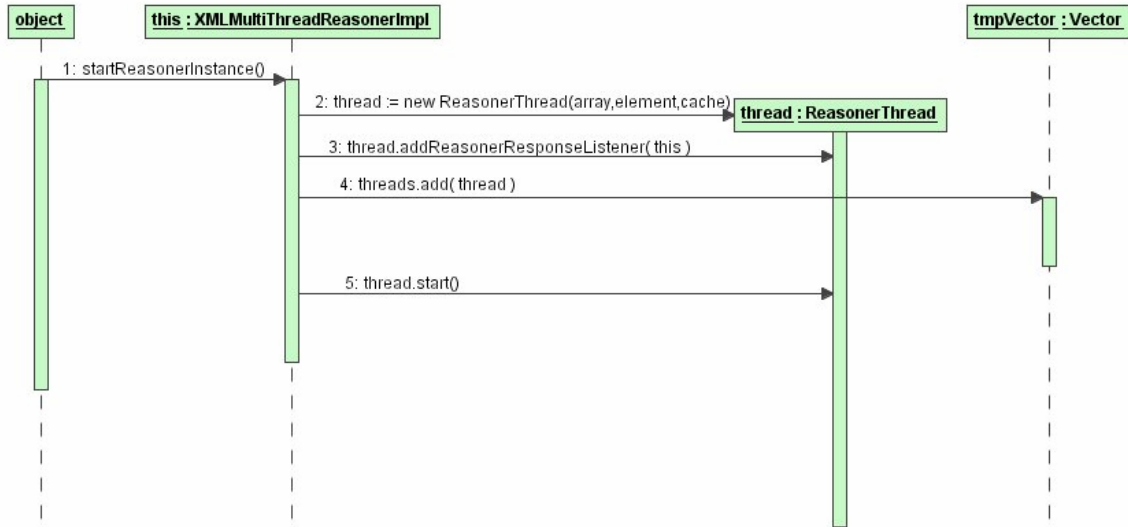 object
this : XMLMultiThreadReasonerImpl
tmpVector : Vector
1: startReasonerInstance()
2: thread := new ReasonerThread(array,element,cache)
thread : ReasonerThread
3: thread.addReasonerResponseListener( this )
4: threads.add( thread )
5: thread.start()